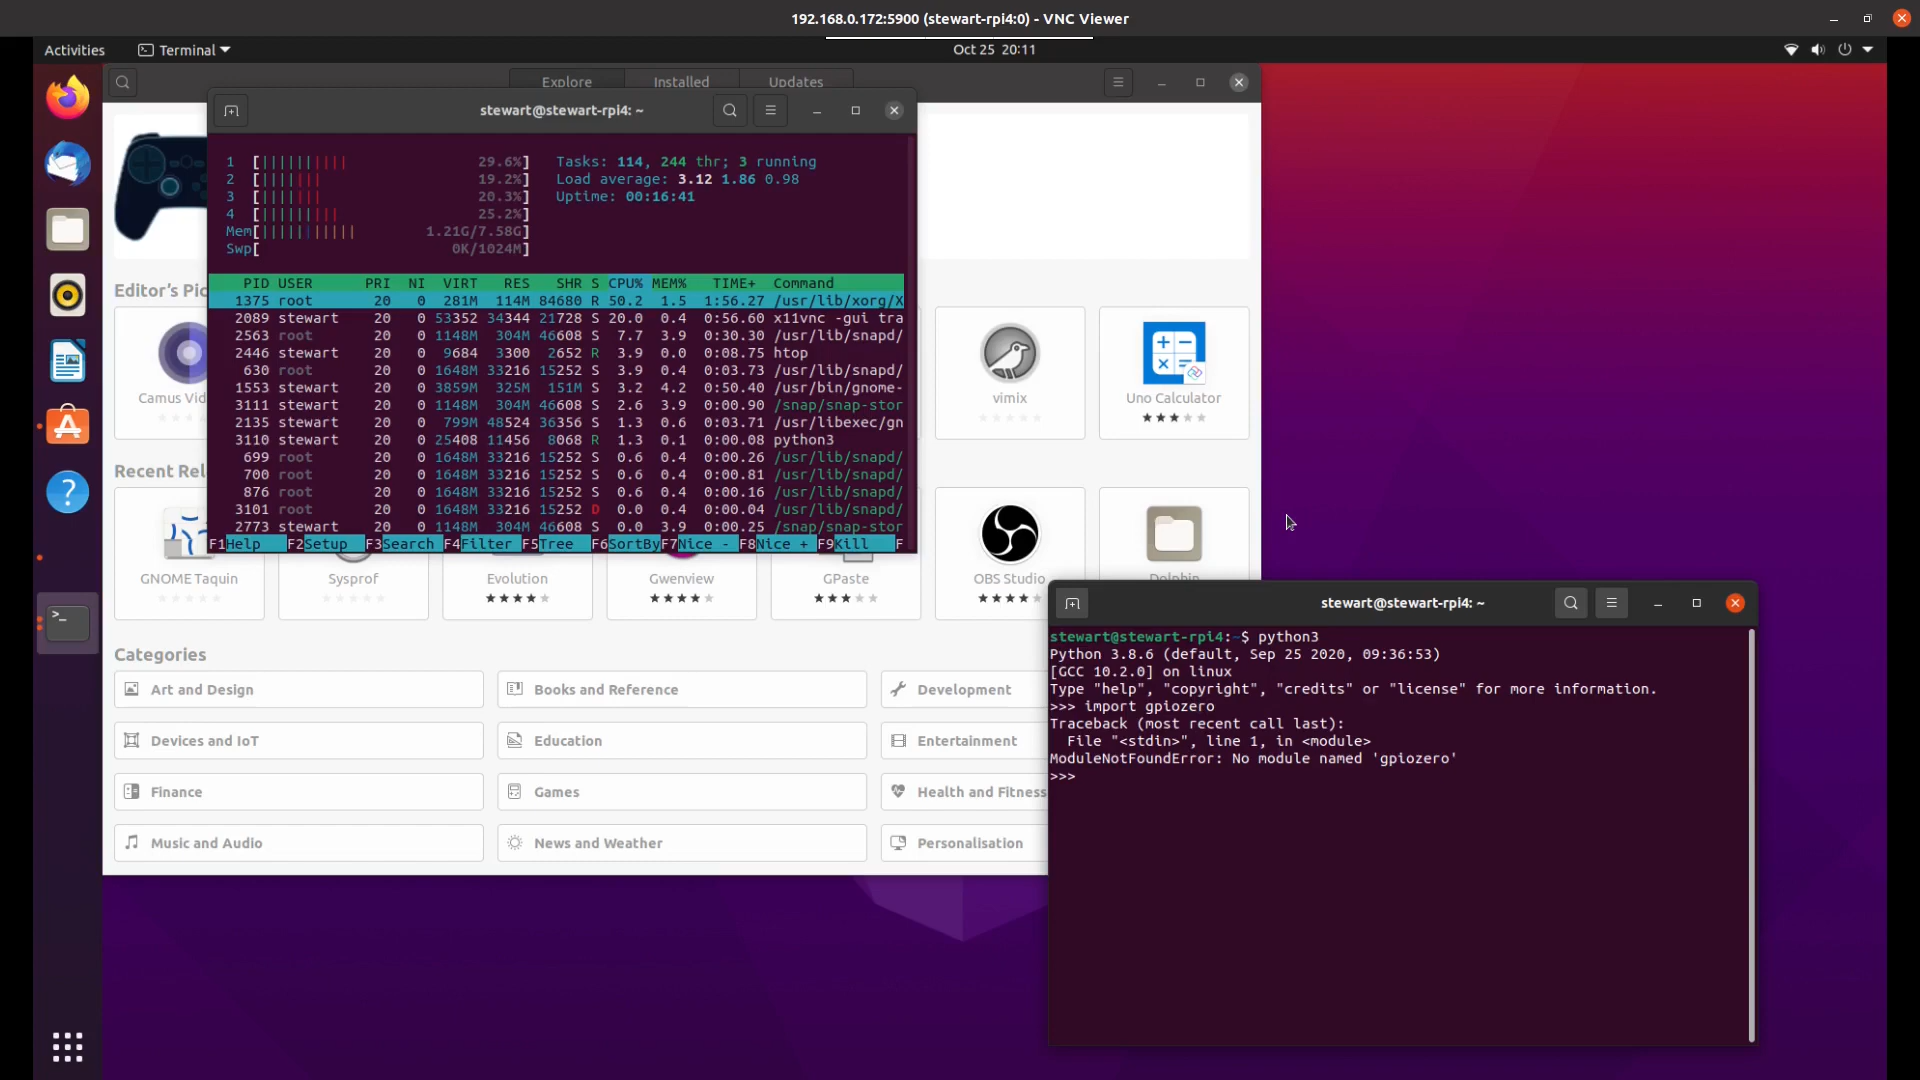 192.168.0.172:5900 (stewart-rpi4:0) - VNC Viewer
Activities
Terminal
Oct 25 20:11
Explore
Installed
Updates
stewart@stewart-rpi4: ~
1 [|||||||||| 29.6%]
2 [||||||| 19.2%]
3 [||||||| 20.3%]
4 [||||||||| 25.2%]
Mem[||||||||||| 1.21G/7.58G]
Swp[ 0K/1024M]
Tasks: 114, 244 thr; 3 running
Load average: 3.12 1.86 0.98
Uptime: 00:16:41
PID USER PRI NI VIRT RES SHR S CPU% MEM% TIME+ Command
1375 root 20 0 281M 114M 84680 R 50.2 1.5 1:56.27 /usr/lib/xorg/X
2089 stewart 20 0 53352 34344 21728 S 20.0 0.4 0:56.60 x11vnc -gui tra
2563 root 20 0 1148M 304M 46608 S 7.7 3.9 0:30.30 /usr/lib/snapd/
2446 stewart 20 0 9684 3300 2652 R 3.9 0.0 0:08.75 htop
630 root 20 0 1648M 33216 15252 S 3.9 0.4 0:03.73 /usr/lib/snapd/
1553 stewart 20 0 3859M 325M 151M S 3.2 4.2 0:50.40 /usr/bin/gnome-
3111 stewart 20 0 1148M 304M 46608 S 2.6 3.9 0:00.90 /snap/snap-stor
2135 stewart 20 0 799M 48524 36356 S 1.3 0.6 0:03.71 /usr/libexec/gn
3110 stewart 20 0 25408 11456 8068 R 1.3 0.1 0:00.08 python3
699 root 20 0 1648M 33216 15252 S 0.6 0.4 0:00.26 /usr/lib/snapd/
700 root 20 0 1648M 33216 15252 S 0.6 0.4 0:00.81 /usr/lib/snapd/
876 root 20 0 1648M 33216 15252 S 0.6 0.4 0:00.16 /usr/lib/snapd/
3101 root 20 0 1648M 33216 15252 D 0.0 0.4 0:00.04 /usr/lib/snapd/
2773 stewart 20 0 1148M 304M 46608 S 0.0 3.9 0:00.25 /snap/snap-stor
F1Help F2Setup F3Search F4Filter F5Tree F6SortByF7Nice - F8Nice + F9Kill F
Editor's Pic
Camus Vid
vimix
Uno Calculator
Recent Rel
GNOME Taquin
Sysprof
Evolution
Gwenview
GPaste
OBS Studio
Dolphin
Categories
Art and Design
Books and Reference
Development
Devices and IoT
Education
Entertainment
Finance
Games
Health and Fitness
Music and Audio
News and Weather
Personalisation
stewart@stewart-rpi4: ~
stewart@stewart-rpi4:~$ python3
Python 3.8.6 (default, Sep 25 2020, 09:36:53)
[GCC 10.2.0] on linux
Type "help", "copyright", "credits" or "license" for more information.
>>> import gpiozero
Traceback (most recent call last):
File "<stdin>", line 1, in <module>
ModuleNotFoundError: No module named 'gpiozero'
>>>